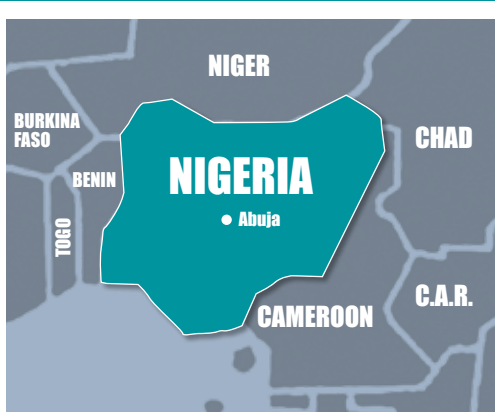 NIGER
BURKINA
FASO
CHAD
BENIN
NIGERIA
TOGO
Abuja
C.A.R.
CAMEROON